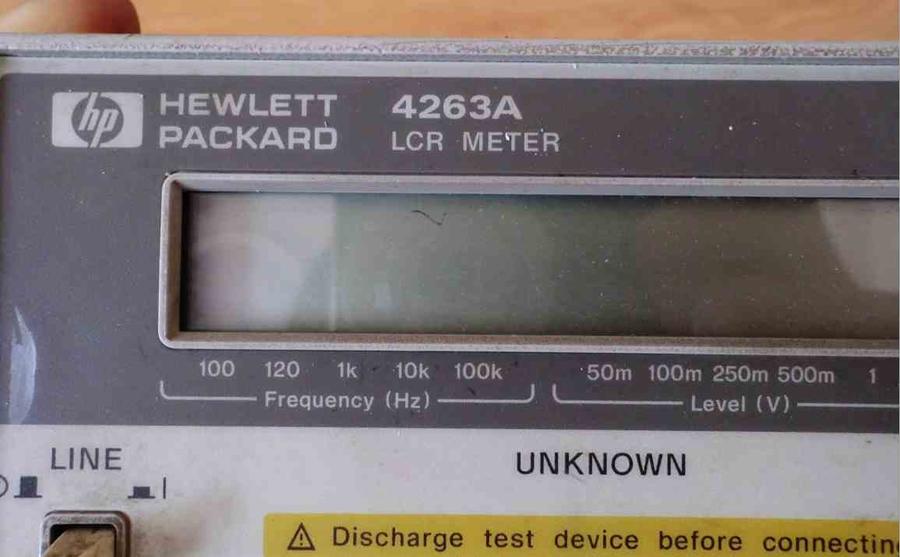 hp HEWLETT PACKARD
4263A
LCR METER
100 120 1k 10k 100k
Frequency (Hz)
50m 100m 250m 500m 1
Level (V)
LINE
UNKNOWN
Discharge test device before connectin